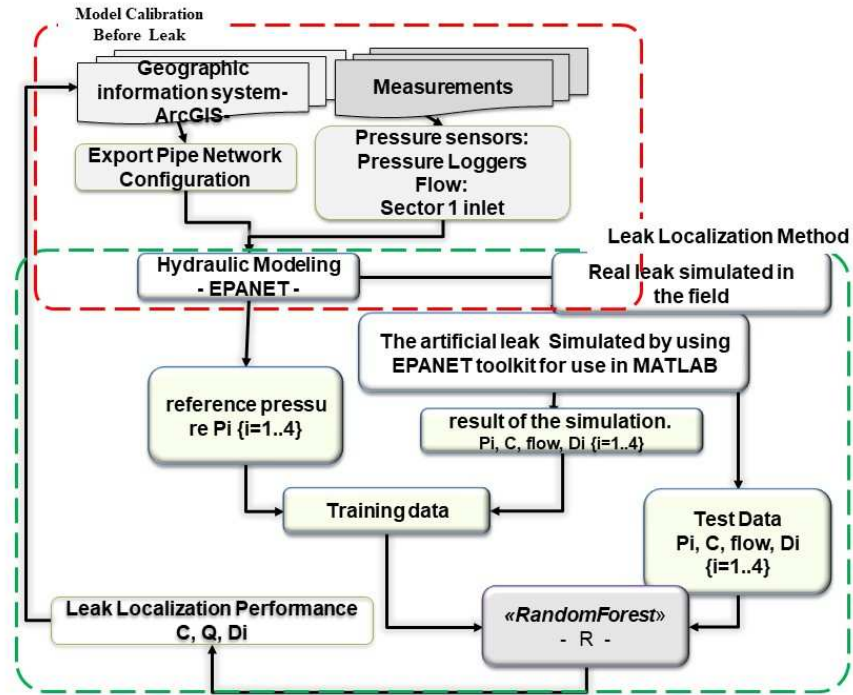 Model Calibration
Before Leak
Geographic
information system-
ArcGIS-
Measurements
Export Pipe Network
Configuration
Pressure sensors:
Pressure Loggers
Flow:
Sector 1 inlet
Leak Localization Method
Hydraulic Modeling
- EPANET -
Real leak simulated in
the field
The artificial leak Simulated by using
EPANET toolkit for use in MATLAB
reference pressu
re Pi {i=1..4}
result of the simulation.
Pi, C, flow, Di {i=1..4}
Training data
Test Data
Pi, C, flow, Di
{i=1..4}
Leak Localization Performance
C, Q, Di
«RandomForest»
- R -